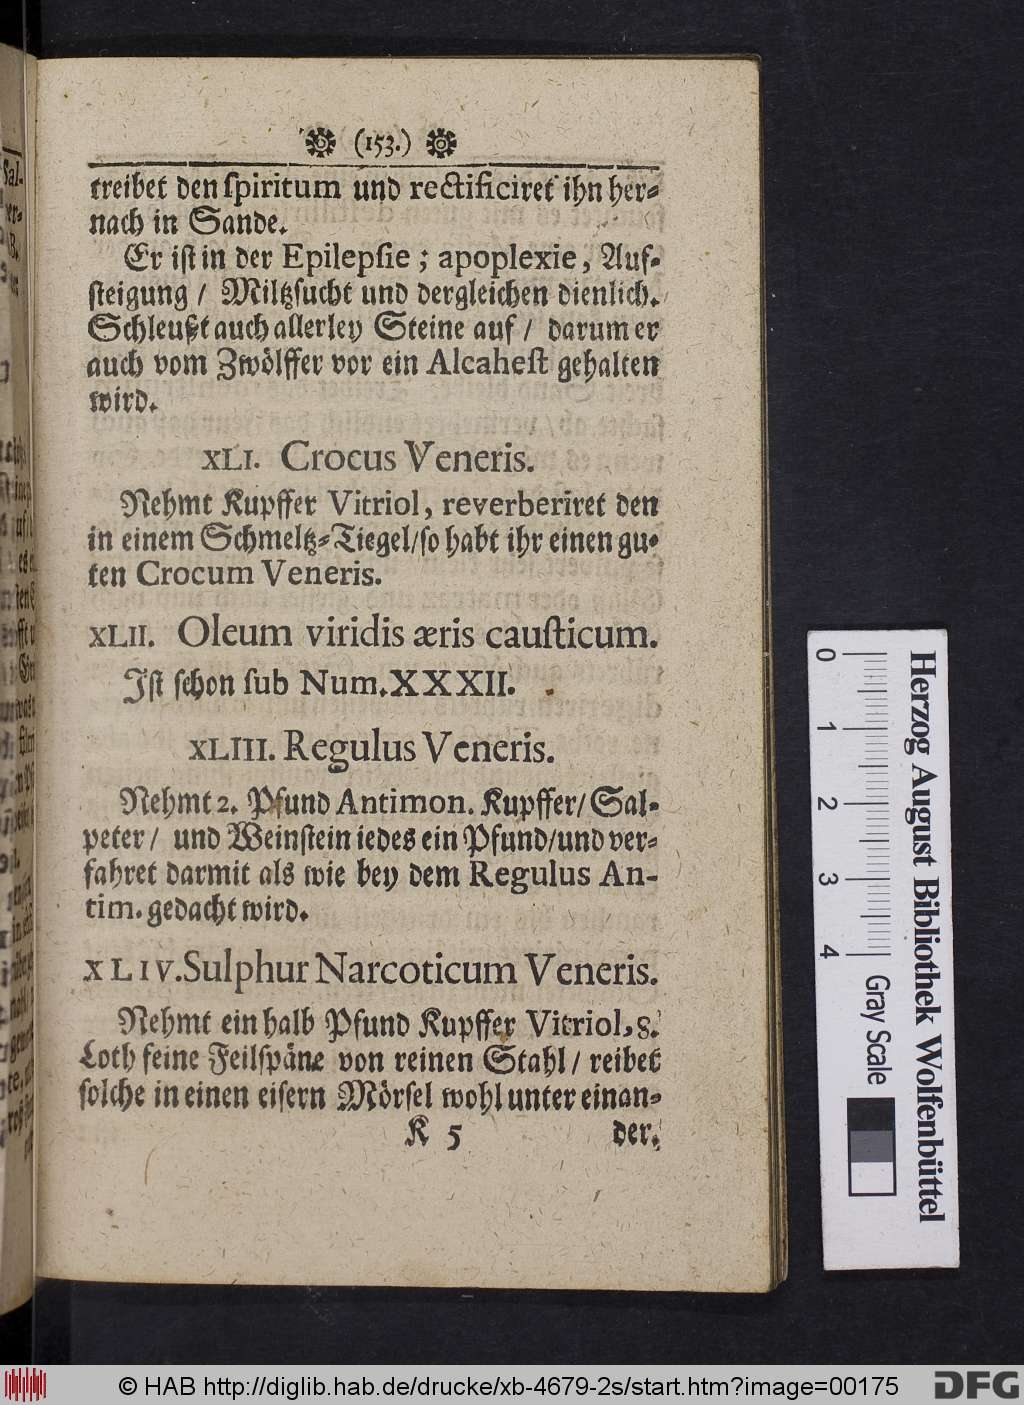 (153.)
treibet den spiritum und rectificiret ihn her-
nach in Sande.
Er ist in der Epilepsie; apoplexie, Auf-
steigung / Miltzsucht und dergleichen dienlich.
Schleußt auch allerley Steine auf / darum er
auch vom Zwölffer vor ein Alcahest gehalten
wird.
XLI. Crocus Veneris.
Nehmt Kupffer Vitriol, reverberiret den
in einem Schmeltz-Tiegel/so habt ihr einen gu-
ten Crocum Veneris.
XLII. Oleum viridis æris causticum.
Ist schon sub Num. XXXII.
XLIII. Regulus Veneris.
Nehmt 2. Pfund Antimon. Kupffer/ Sal-
peter / und Weinstein iedes ein Pfund/und ver-
fahret darmit als wie bey dem Regulus An-
tim. gedacht wird.
XLIV. Sulphur Narcoticum Veneris.
Nehmt ein halb Pfund Kupffer Vitriol, 8.
Loth feine Feilspäne von reinen Stahl / reibet
solche in einen eisern Mörsel wohl unter einan-
K 5 der.
0 1 2 3 4
Herzog August Bibliothek Wolfenbüttel
Gray Scale
© HAB http://diglib.hab.de/drucke/xb-4679-2s/start.htm?image=00175
DFG